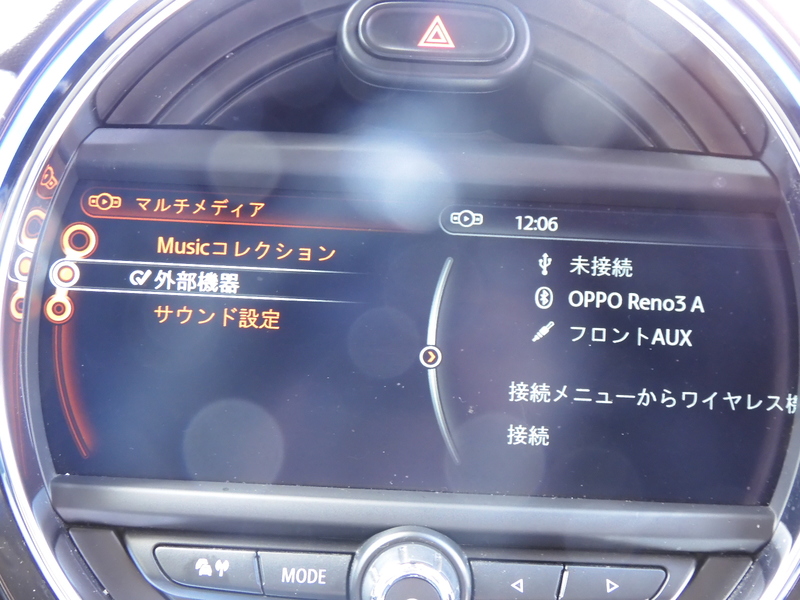 マルチメディア
Musicコレクション
外部機器
サウンド設定
12:06
未接続
OPPO Reno3 A
フロントAUX
接続メニューからワイヤレス機
接続
MODE